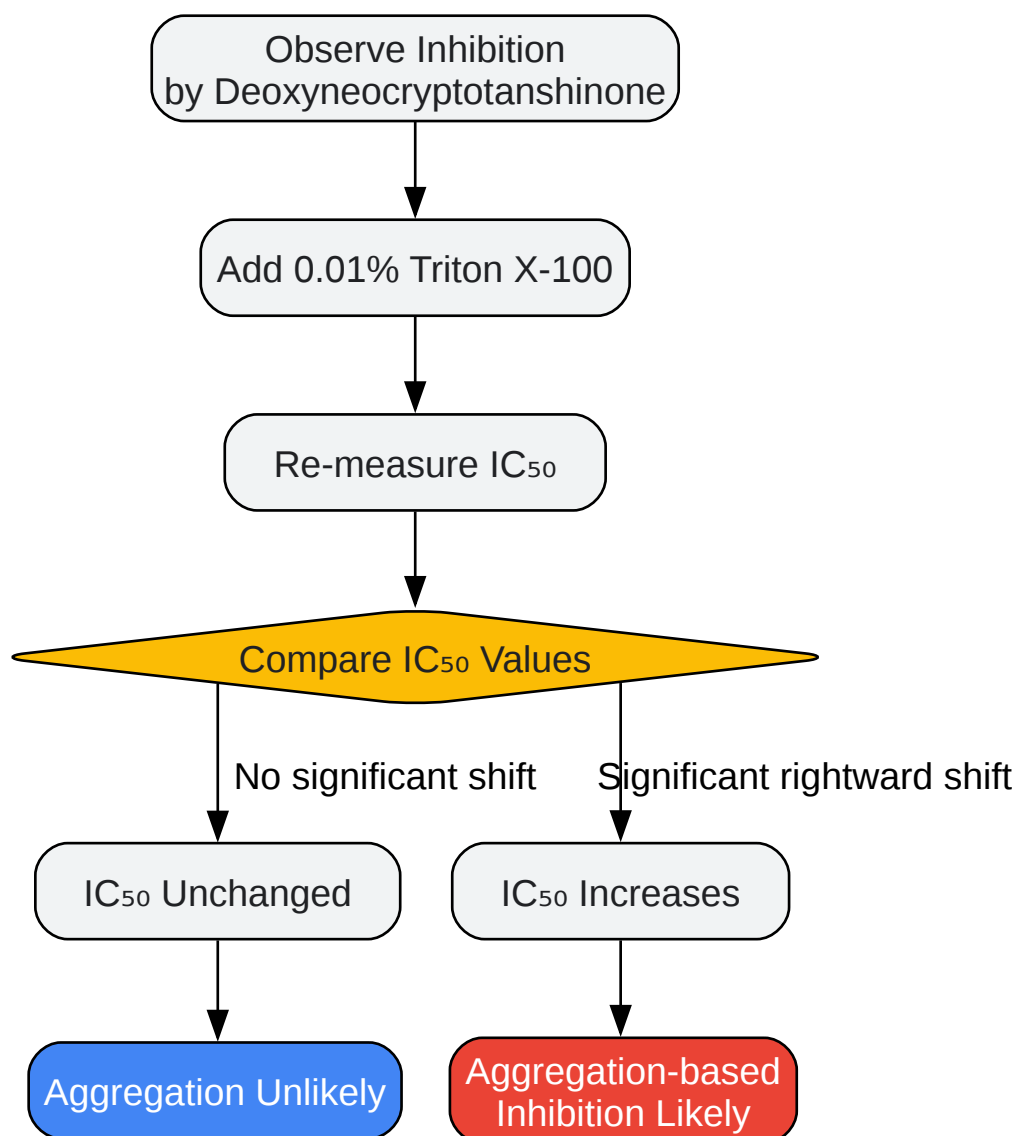 Observe Inhibition
by Deoxyneocryptotanshinone
Add 0.01% Triton X-100
Re-measure IC₅₀
Compare IC₅₀ Values
No significant shift
Significant rightward shift
IC₅₀ Unchanged
IC₅₀ Increases
Aggregation Unlikely
Aggregation-based
Inhibition Likely